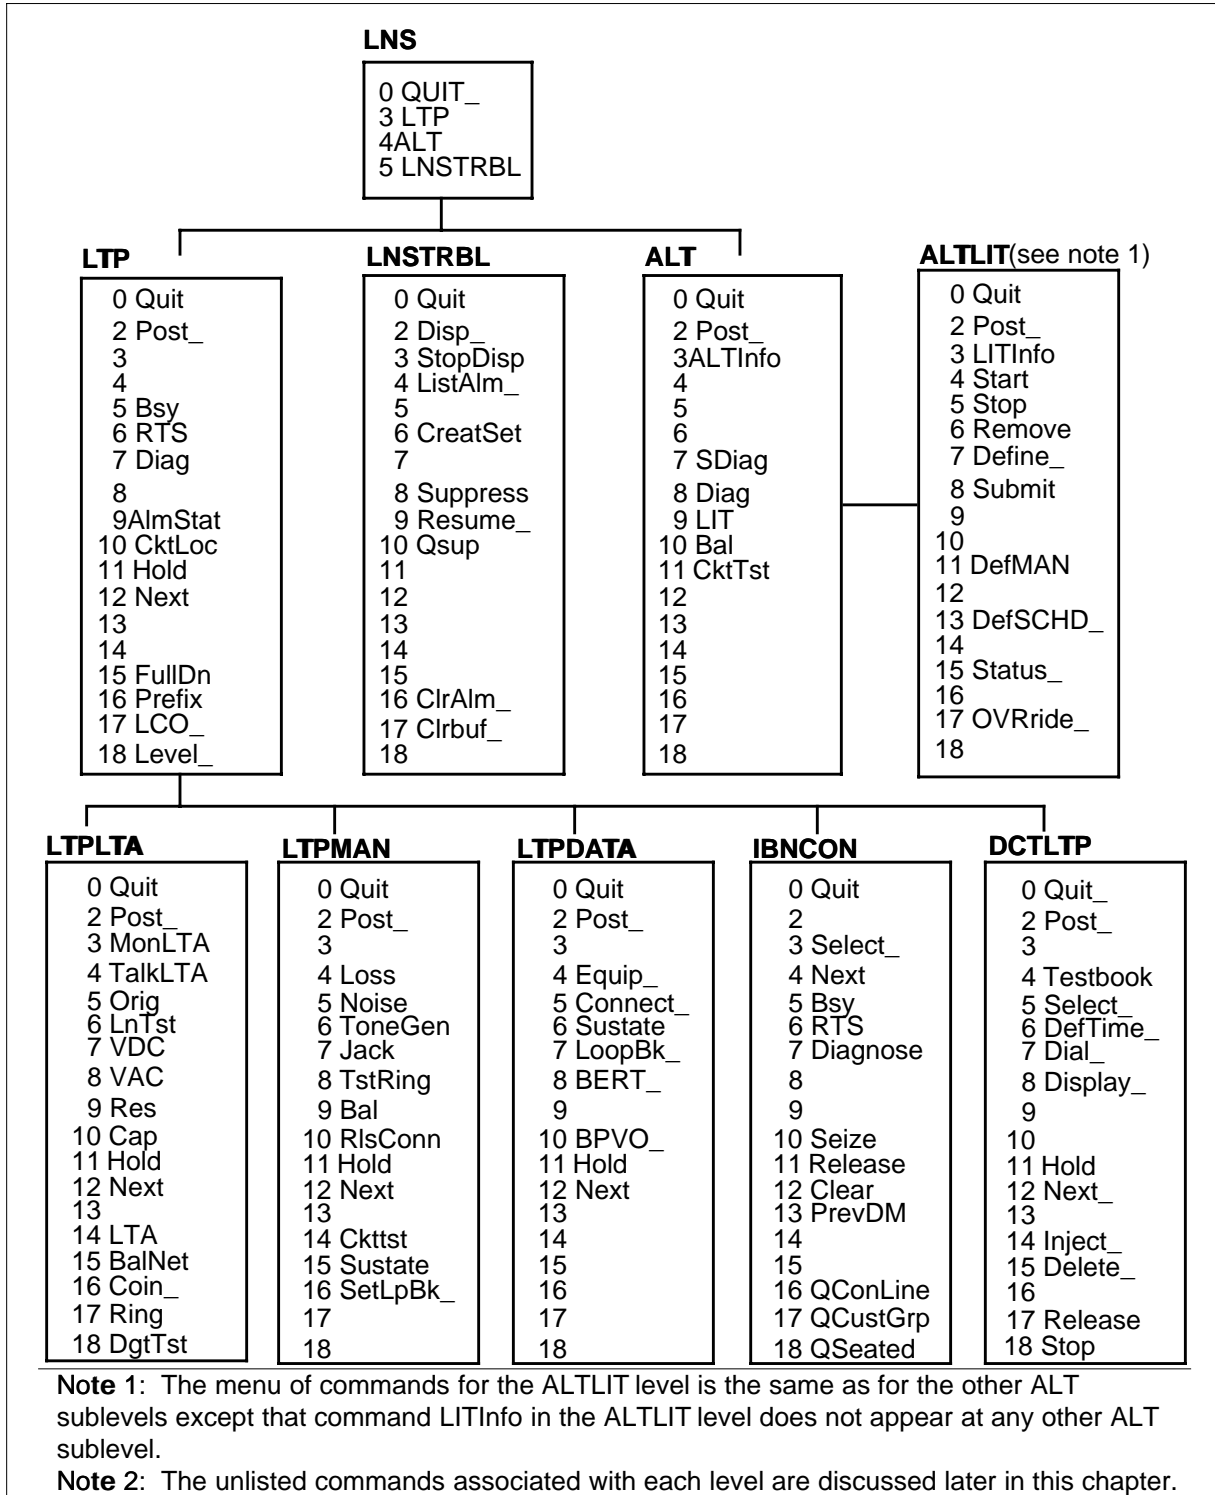 LNS
0 QUIT_
3 LTP
4ALT
5 LNSTRBL
LTP
0 Quit
2 Post_
3
4
5 Bsy
6 RTS
7 Diag
8
9AlmStat
10 CktLoc
11 Hold
12 Next
13
14
15 FullDn
16 Prefix
17 LCO_
18 Level_
LNSTRBL
0 Quit
2 Disp_
3 StopDisp
4 ListAlm_
5
6 CreatSet
7
8 Suppress
9 Resume_
10 Qsup
11
12
13
14
15
16 ClrAlm_
17 Clrbuf_
18
ALT
0 Quit
2 Post_
3ALTInfo
4
5
6
7 SDiag
8 Diag
9 LIT
10 Bal
11 CktTst
12
13
14
15
16
17
18
ALTLIT(see note 1)
0 Quit
2 Post_
3 LITInfo
4 Start
5 Stop
6 Remove
7 Define_
8 Submit
9
10
11 DefMAN
12
13 DefSCHD_
14
15 Status_
16
17 OVRride_
18
LTPLTA
0 Quit
2 Post_
3 MonLTA
4 TalkLTA
5 Orig
6 LnTst
7 VDC
8 VAC
9 Res
10 Cap
11 Hold
12 Next
13
14 LTA
15 BalNet
16 Coin_
17 Ring
18 DgtTst
LTPMAN
0 Quit
2 Post_
3
4 Loss
5 Noise
6 ToneGen
7 Jack
8 TstRing
9 Bal
10 RlsConn
11 Hold
12 Next
13
14 Ckttst
15 Sustate
16 SetLpBk_
17
18
LTPDATA
0 Quit
2 Post_
3
4 Equip_
5 Connect_
6 Sustate
7 LoopBk_
8 BERT_
9
10 BPVO_
11 Hold
12 Next
13
14
15
16
17
18
IBNCON
0 Quit
2
3 Select_
4 Next
5 Bsy
6 RTS
7 Diagnose
8
9
10 Seize
11 Release
12 Clear
13 PrevDM
14
15
16 QConLine
17 QCustGrp
18 QSeated
DCTLTP
0 Quit_
2 Post_
3
4 Testbook
5 Select_
6 DefTime_
7 Dial_
8 Display_
9
10
11 Hold
12 Next_
13
14 Inject_
15 Delete_
16
17 Release
18 Stop
Note 1: The menu of commands for the ALTLIT level is the same as for the other ALT
sublevels except that command LITInfo in the ALTLIT level does not appear at any other ALT
sublevel.
Note 2: The unlisted commands associated with each level are discussed later in this chapter.